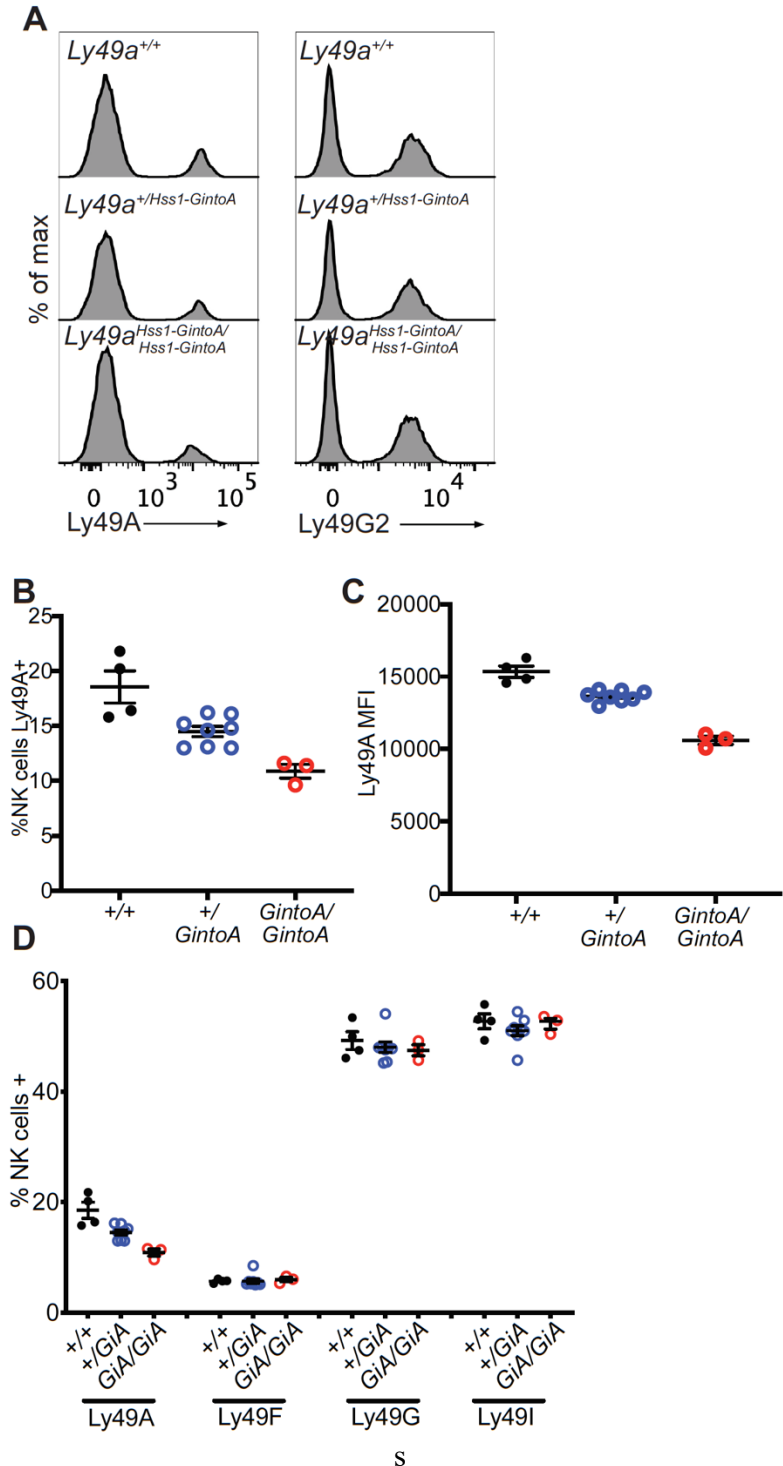 A
Ly49a+/+
Ly49a+/+
Ly49a+/Hss1-GintoA
Ly49a+/Hss1-GintoA
Ly49aHss1-GintoA/
Hss1-GintoA
Ly49aHss1-GintoA/
Hss1-GintoA
% of max
0 103 105
0 104
Ly49A
Ly49G2
B
%NK cells Ly49A+
25
20
15
10
5
0
+/+
+/
GintoA
GintoA/
GintoA
C
Ly49A MFI
20000
15000
10000
5000
0
+/+
+/
GintoA
GintoA/
GintoA
D
% NK cells +
60
40
20
0
+/+
+/GiA
GiA/GiA
+/+
+/GiA
GiA/GiA
+/+
+/GiA
GiA/GiA
+/+
+/GiA
GiA/GiA
Ly49A
Ly49F
Ly49G
Ly49I
s